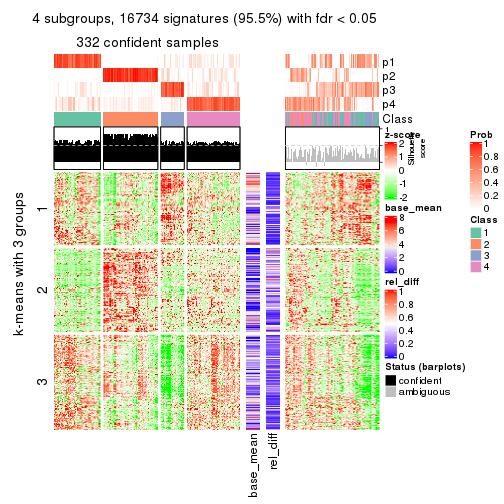 4 subgroups, 16734 signatures (95.5%) with fdr < 0.05
332 confident samples
p1
p2
p3
p4
Class
1
Silhouette
score
k-means with 3 groups
1
2
3
base_mean
rel_diff
z-score
2
1
0
-1
-2
base_mean
8
6
4
2
0
rel_diff
1
0.8
0.6
0.4
0.2
0
Status (barplots)
confident
ambiguous
Prob
1
0.8
0.6
0.4
0.2
0
Class
1
2
3
4